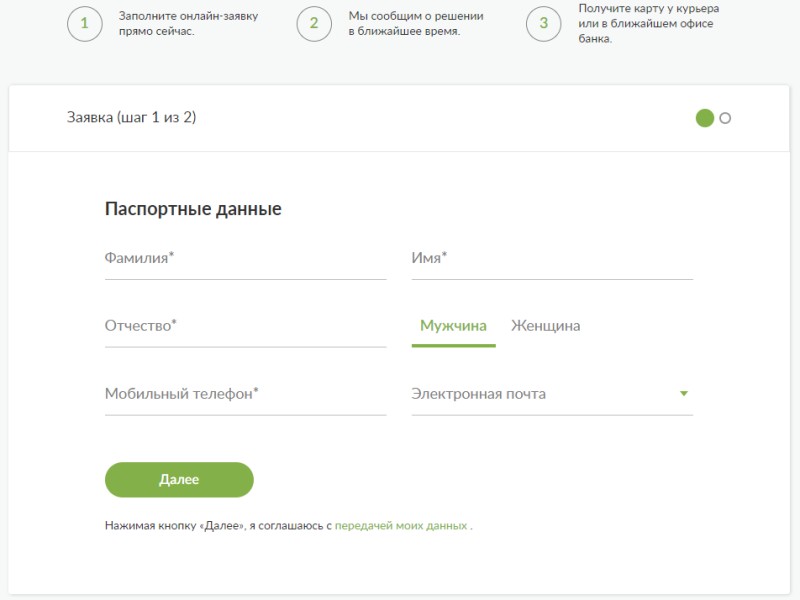 1
Заполните онлайн-заявку
прямо сейчас.
2
Мы сообщим о решении
в ближайшее время.
3
Получите карту у курьера
или в ближайшем офисе
банка.
Заявка (шаг 1 из 2)
Паспортные данные
Фамилия*
Имя*
Отчество*
Мужчина
Женщина
Мобильный телефон*
Электронная почта
Далее
Нажимая кнопку «Далее», я соглашаюсь с передачей моих данных .